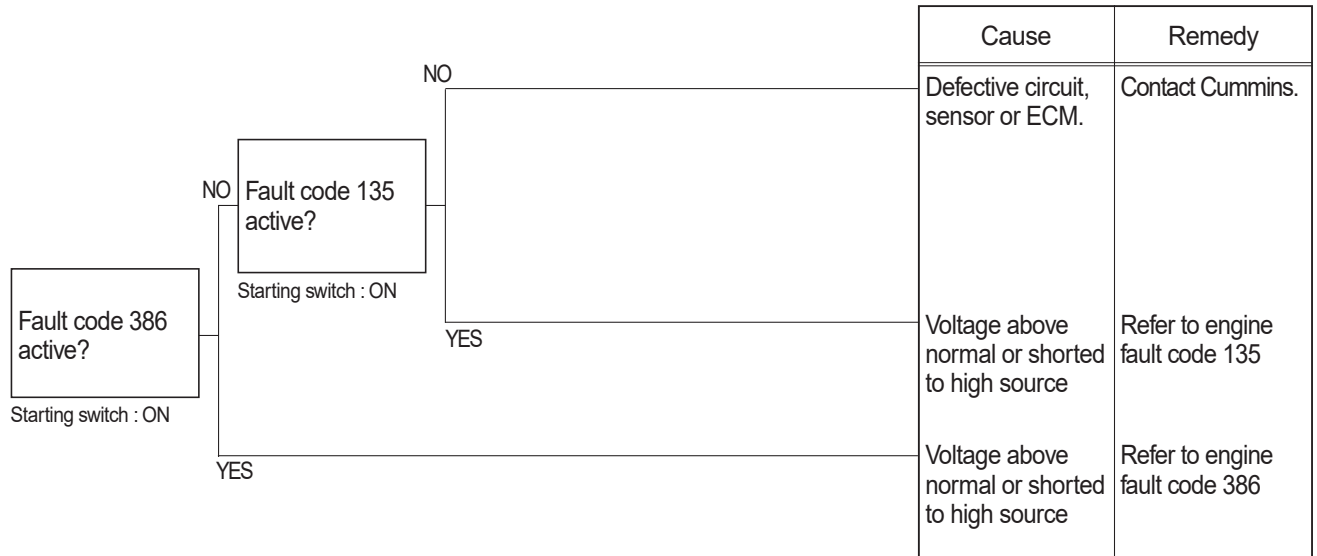 Cause
Remedy
NO
Defective circuit,
sensor or ECM.
Contact Cummins.
NO
Fault code 135
active?
Starting switch : ON
Fault code 386
active?
Starting switch : ON
YES
Voltage above
normal or shorted
to high source
Refer to engine
fault code 135
YES
Voltage above
normal or shorted
to high source
Refer to engine
fault code 386